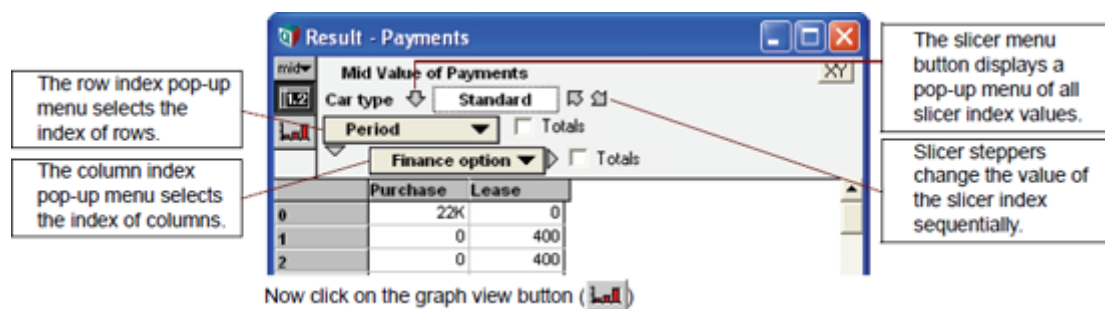 Result - Payments
mid
Mid Value of Payments
XY
Car type Standard
Period Totals
Finance option Totals
Purchase Lease
0 22K 0
1 0 400
2 0 400
The row index pop-up
menu selects the
index of rows.
The column index
pop-up menu selects
the index of columns.
The slicer menu
button displays a
pop-up menu of all
slicer index values.
Slicer steppers
change the value of
the slicer index
sequentially.
Now click on the graph view button ( )